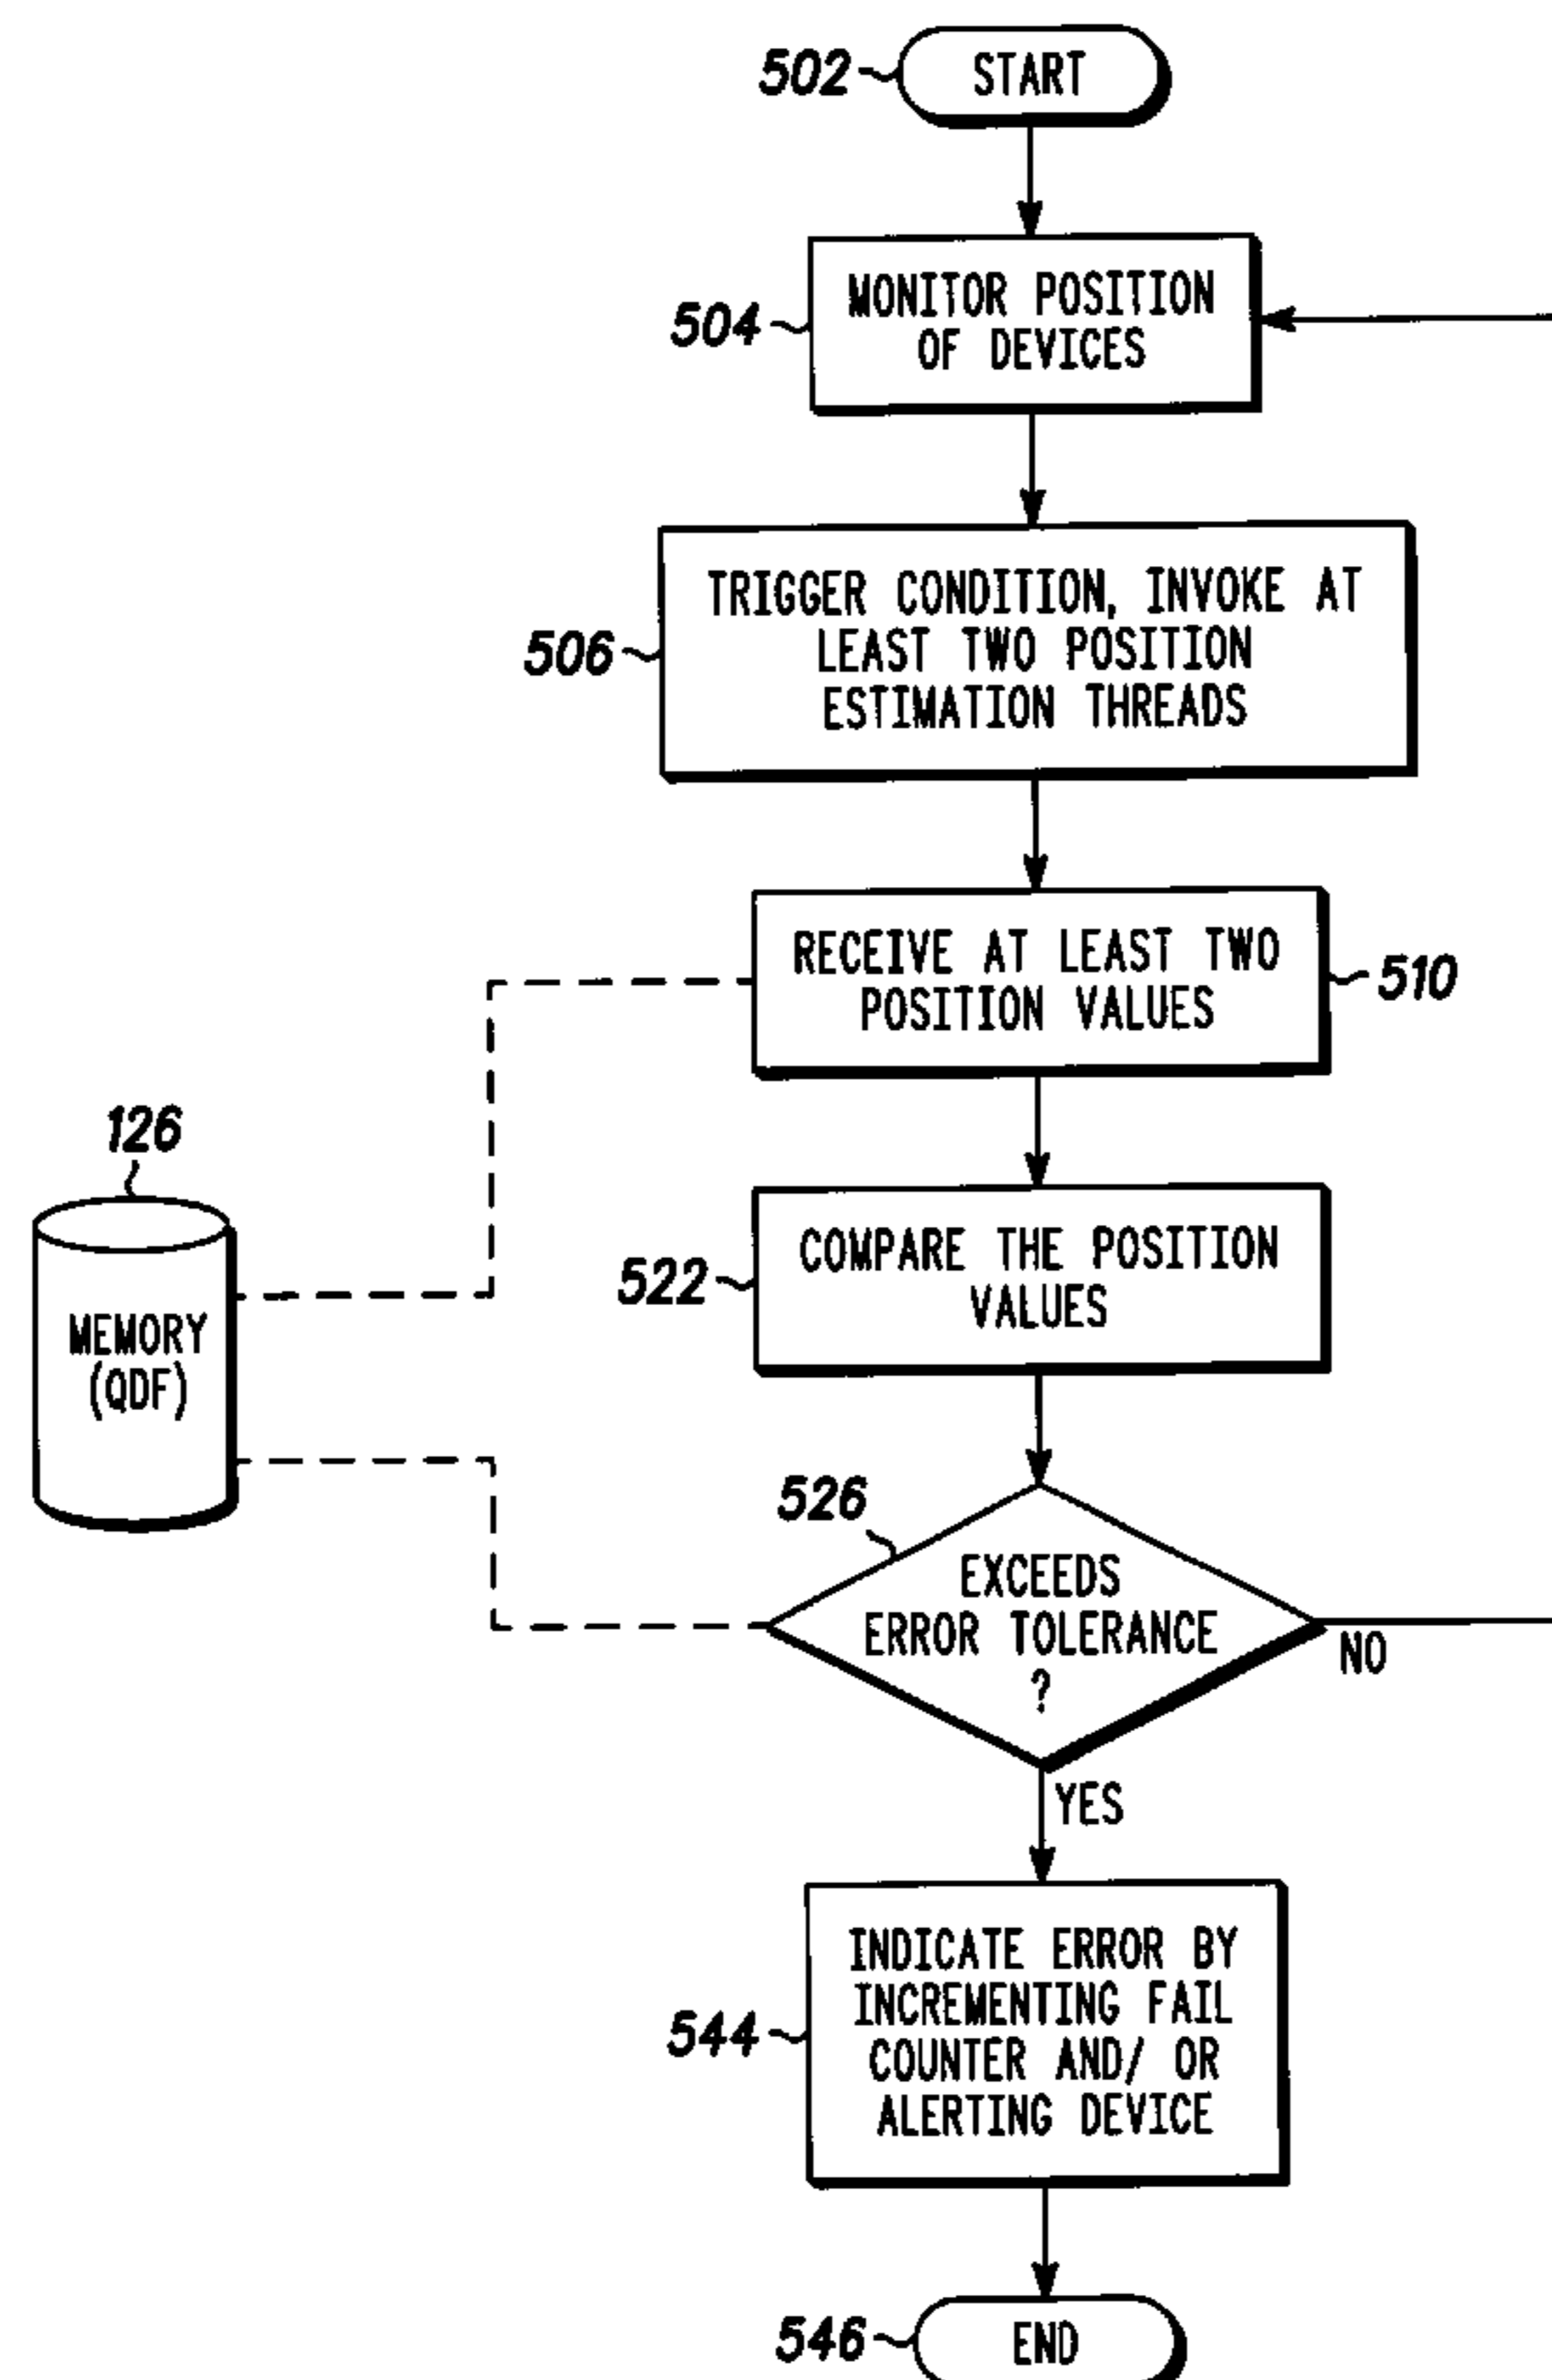 502
START
504
MONITOR POSITION
OF DEVICES
506
TRIGGER CONDITION, INVOKE AT
LEAST TWO POSITION
ESTIMATION THREADS
RECEIVE AT LEAST TWO
POSITION VALUES
510
126
MEMORY
(QDF)
522
COMPARE THE POSITION
VALUES
526
EXCEEDS
ERROR TOLERANCE
?
NO
YES
544
INDICATE ERROR BY
INCREMENTING FAIL
COUNTER AND/ OR
ALERTING DEVICE
546
END